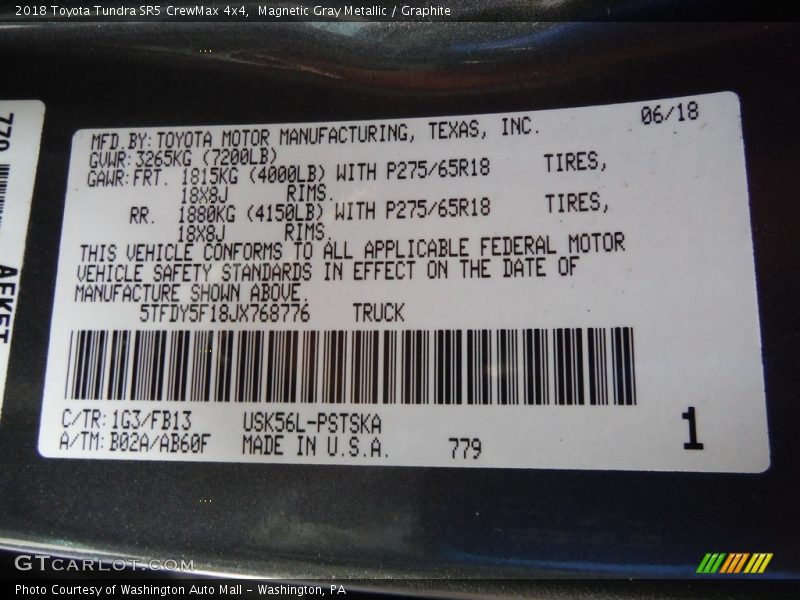 2018 Toyota Tundra SR5 CrewMax 4x4,  Magnetic Gray Metallic / Graphite
06/18
MFD.BY:TOYOTA MOTOR MANUFACTURING, TEXAS, INC.
GVWR:3265KG (7200LB)
GAWR:FRT. 1815KG (4000LB) WITH P275/65R18 TIRES,
18X8J RIMS.
RR. 1880KG (4150LB) WITH P275/65R18 TIRES,
18X8J RIMS.
THIS VEHICLE CONFORMS TO ALL APPLICABLE FEDERAL MOTOR
VEHICLE SAFETY STANDARDS IN EFFECT ON THE DATE OF
MANUFACTURE SHOWN ABOVE.
5TFDY5F18JX768776 TRUCK
C/TR:1G3/FB13 USK56L-PSTSKA
A/TM:B02A/AB60F MADE IN U.S.A. 779
1
779
GTcarlot.com
Photo Courtesy of Washington Auto Mall - Washington, PA